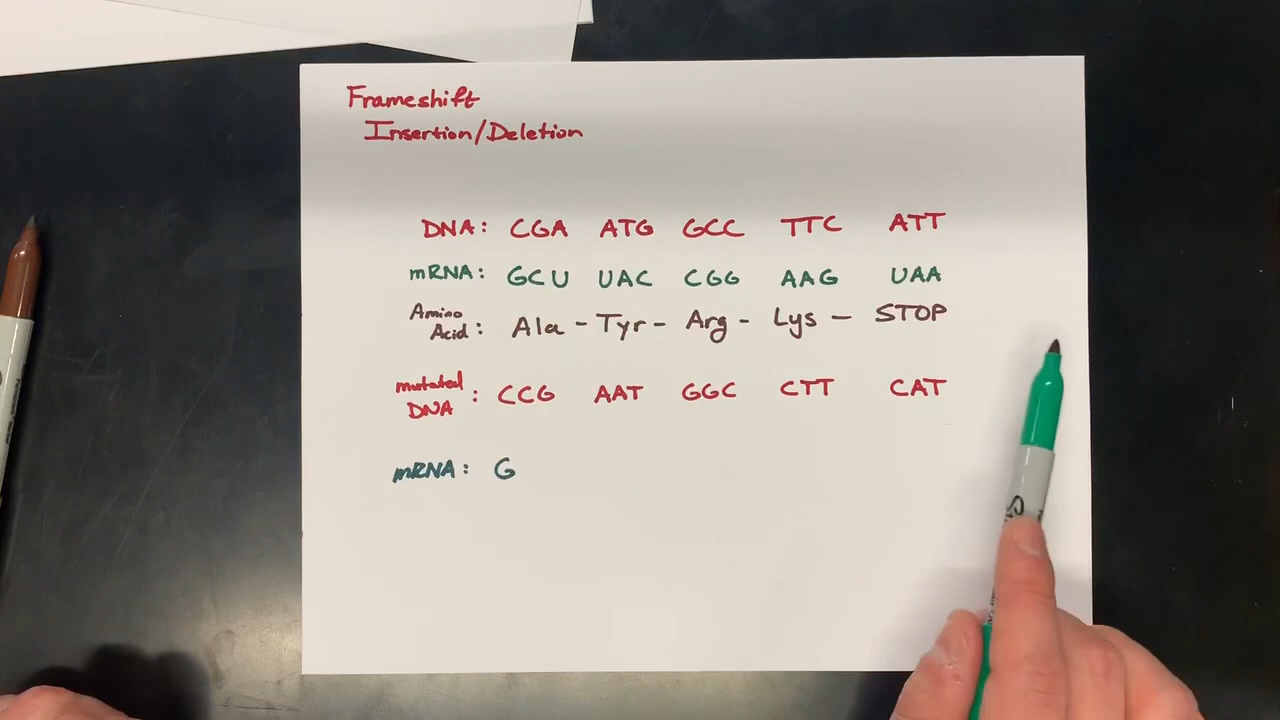 Frameshift
Insertion/Deletion
DNA: CGA ATG GCC TTC ATT
mRNA: GCU UAC CGG AAG UAA
Amino
Acid: Ala - Tyr - Arg - Lys - STOP
mutated
DNA : CCG AAT GGC CTT CAT
mRNA: G